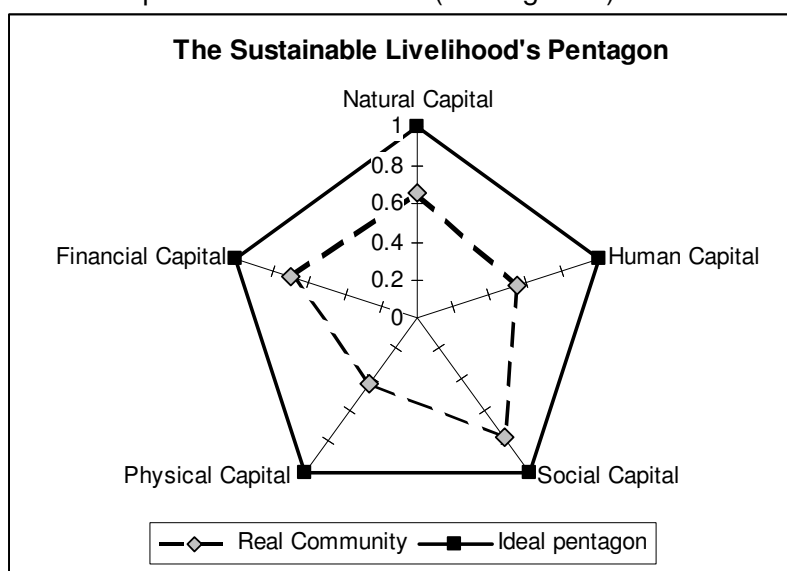 The Sustainable Livelihood's Pentagon
Natural Capital
1
0.8
0.6
0.4
0.2
0
Financial Capital
Human Capital
Physical Capital
Social Capital
Real Community
Ideal pentagon